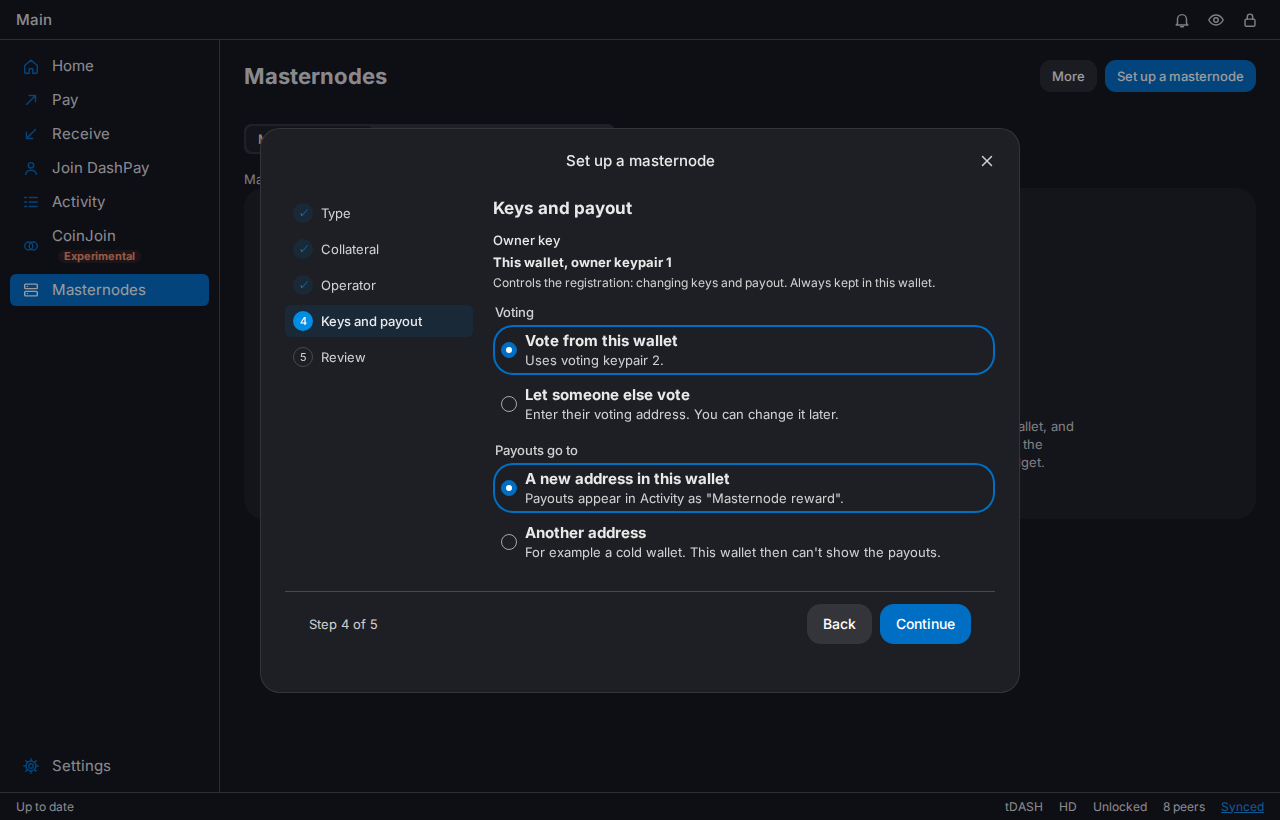 Main
Home
Pay
Receive
Join DashPay
Activity
CoinJoin
Experimental
Masternodes
Settings
Masternodes
More
Set up a masternode
Set up a masternode
Type
Collateral
Operator
4 Keys and payout
5 Review
Keys and payout
Owner key
This wallet, owner keypair 1
Controls the registration: changing keys and payout. Always kept in this wallet.
Voting
Vote from this wallet
Uses voting keypair 2.
Let someone else vote
Enter their voting address. You can change it later.
Payouts go to
A new address in this wallet
Payouts appear in Activity as "Masternode reward".
Another address
For example a cold wallet. This wallet then can't show the payouts.
Step 4 of 5
Back
Continue
and
the
Up to date
tDASH
HD
Unlocked
8 peers
Synced